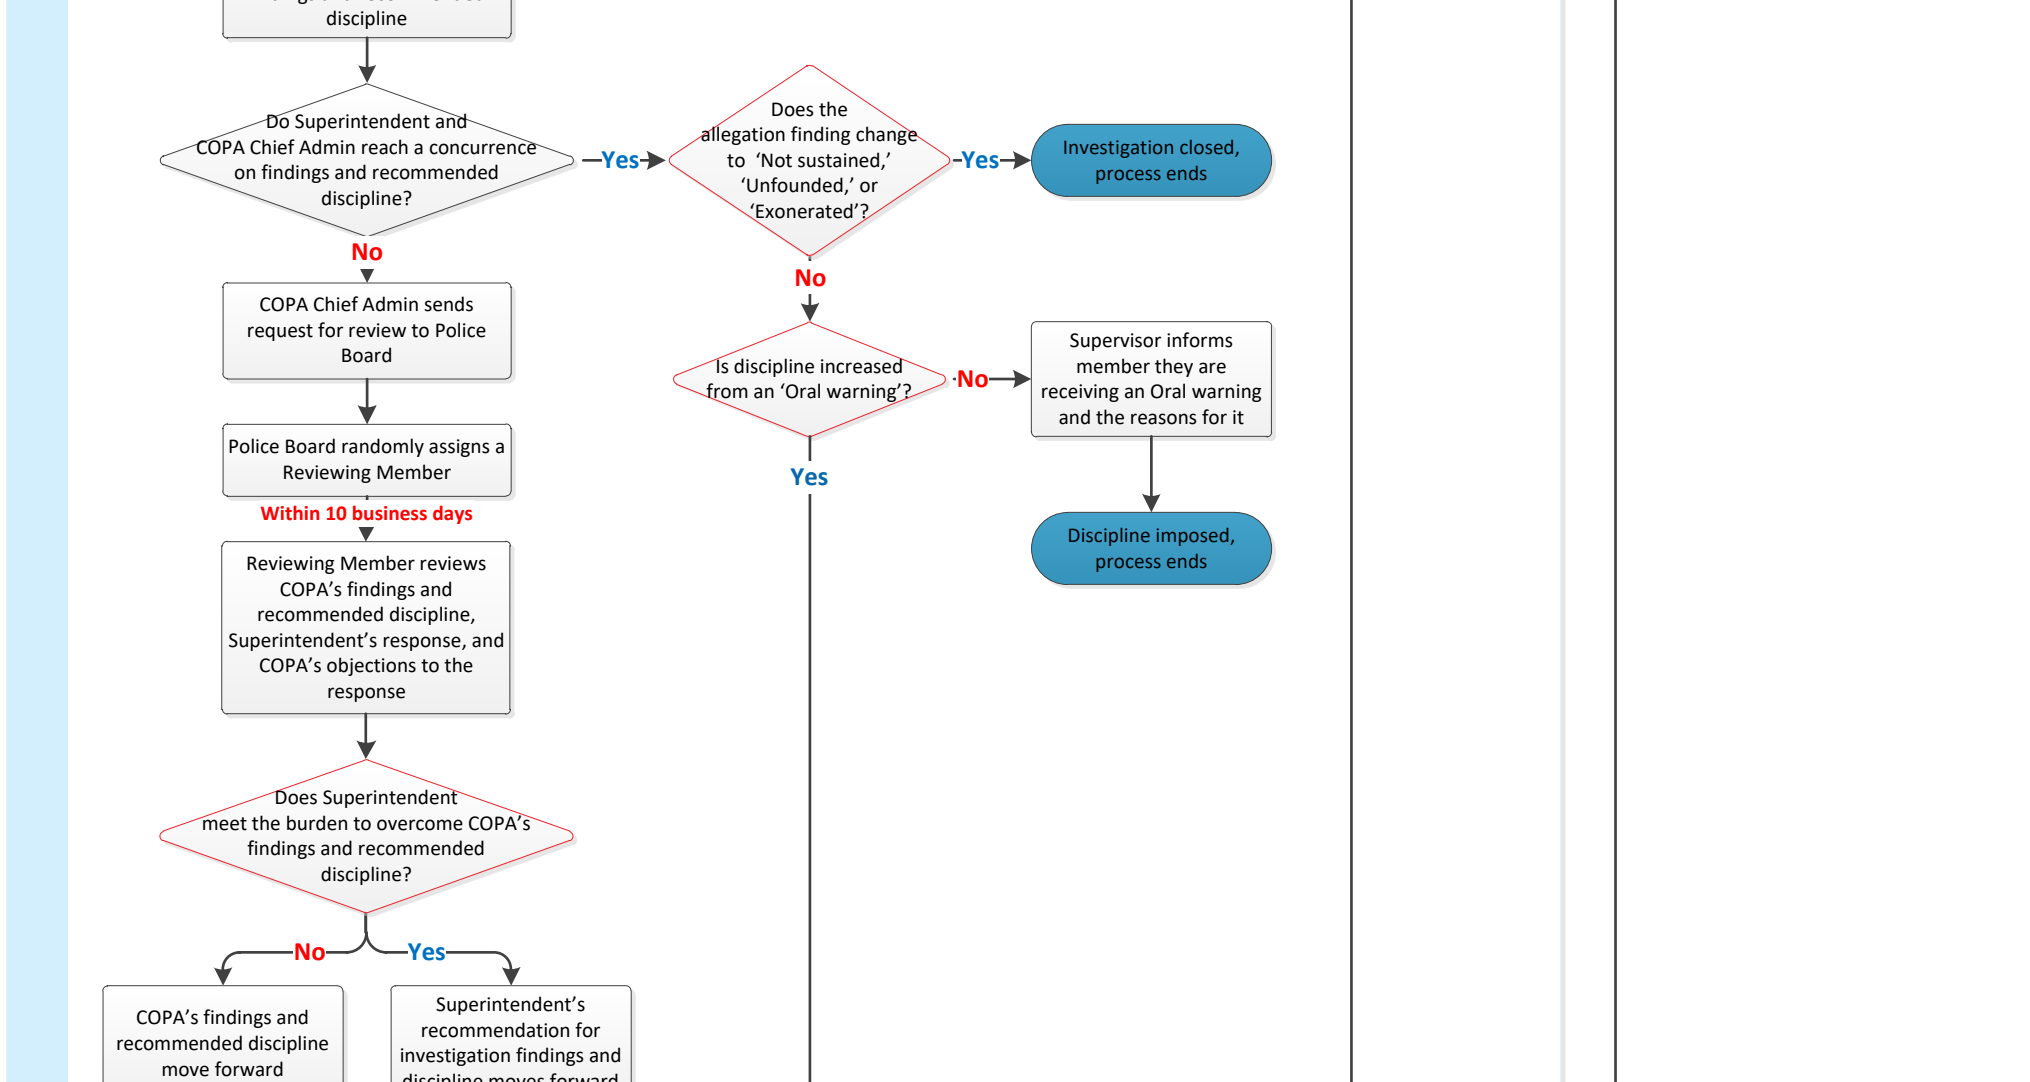 discipline
Do Superintendent and
COPA Chief Admin reach a concurrence
on findings and recommended
discipline?
Yes
Does the
allegation finding change
to ‘Not sustained,’
‘Unfounded,’ or
‘Exonerated’?
Yes
Investigation closed,
process ends
No
COPA Chief Admin sends
request for review to Police
Board
No
Is discipline increased
from an ‘Oral warning’?
No
Supervisor informs
member they are
receiving an Oral warning
and the reasons for it
Police Board randomly assigns a
Reviewing Member
Yes
Within 10 business days
Discipline imposed,
process ends
Reviewing Member reviews
COPA’s findings and
recommended discipline,
Superintendent’s response, and
COPA’s objections to the
response
Does Superintendent
meet the burden to overcome COPA’s
findings and recommended
discipline?
No
Yes
COPA’s findings and
recommended discipline
move forward
Superintendent’s
recommendation for
investigation findings and
discipline moves forward